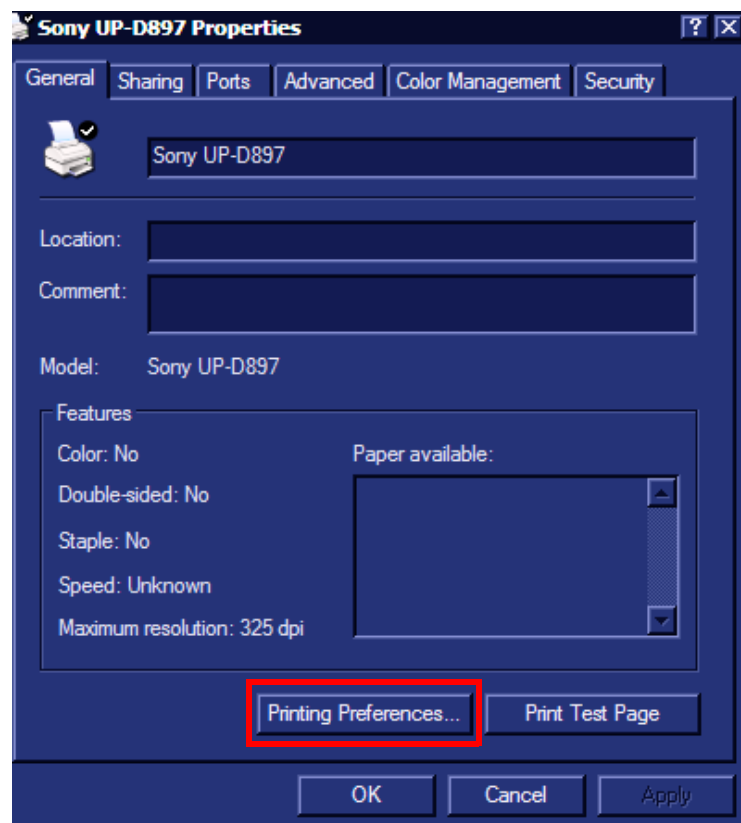 Sony UP-D897 Properties
General Sharing Ports Advanced Color Management Security
Sony UP-D897
Location:
Comment:
Model: Sony UP-D897
Features
Color: No
Paper available:
Double-sided: No
Staple: No
Speed: Unknown
Maximum resolution: 325 dpi
Printing Preferences... Print Test Page
OK Cancel Apply